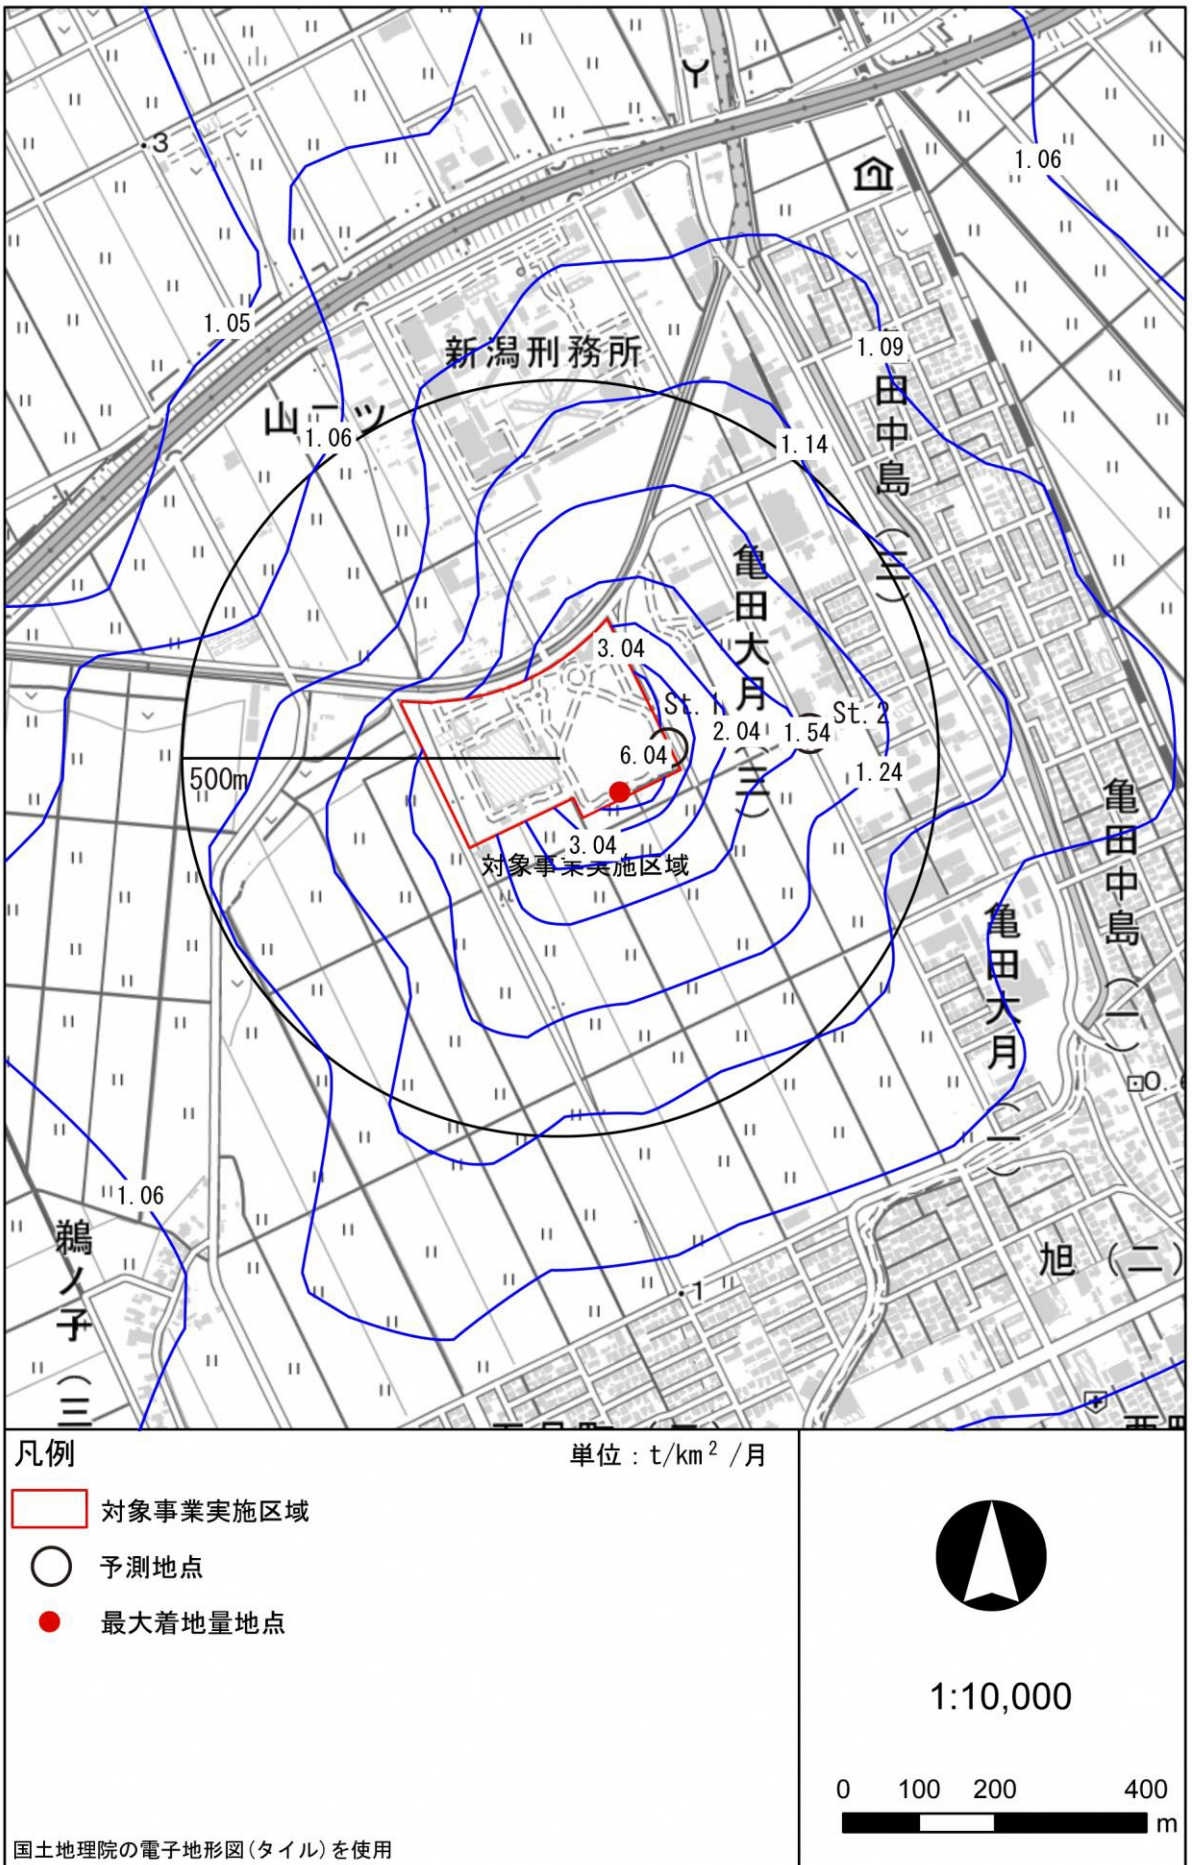 ・3
1.06
1.05
1.09
新潟刑務所
田中島（三）
山二ツ
1.06
1.14
亀田大月（三）
3.04
St.1
St.2
2.04
1.54
6.04
1.24
500m
3.04
対象事業実施区域
亀田中島（一）
亀田大月（一）
1.06
鵜ノ子（三）
旭（二）
・1
凡例
単位：t/km² /月
対象事業実施区域
予測地点
最大着地量地点
1:10,000
0 100 200 400
m
国土地理院の電子地形図(タイル)を使用